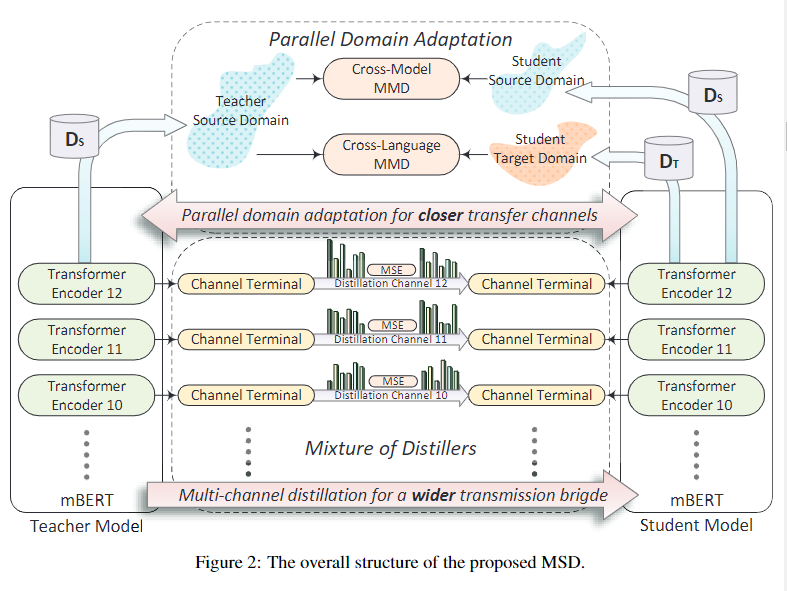 Parallel Domain Adaptation
Cross-Model
MMD
Student
Source Domain
Teacher
Source Domain
DS
DS
Cross-Language
MMD
Student
Target Domain
DT
Parallel domain adaptation for closer transfer channels
Transformer
Encoder 12
Channel Terminal
MSE
Distillation Channel 12
Channel Terminal
Transformer
Encoder 12
Transformer
Encoder 11
Channel Terminal
MSE
Distillation Channel 11
Channel Terminal
Transformer
Encoder 11
Transformer
Encoder 10
Channel Terminal
MSE
Distillation Channel 10
Channel Terminal
Transformer
Encoder 10
Mixture of Distillers
Multi-channel distillation for a wider transmission brigde
mBERT
Teacher Model
mBERT
Student Model
Figure 2: The overall structure of the proposed MSD.